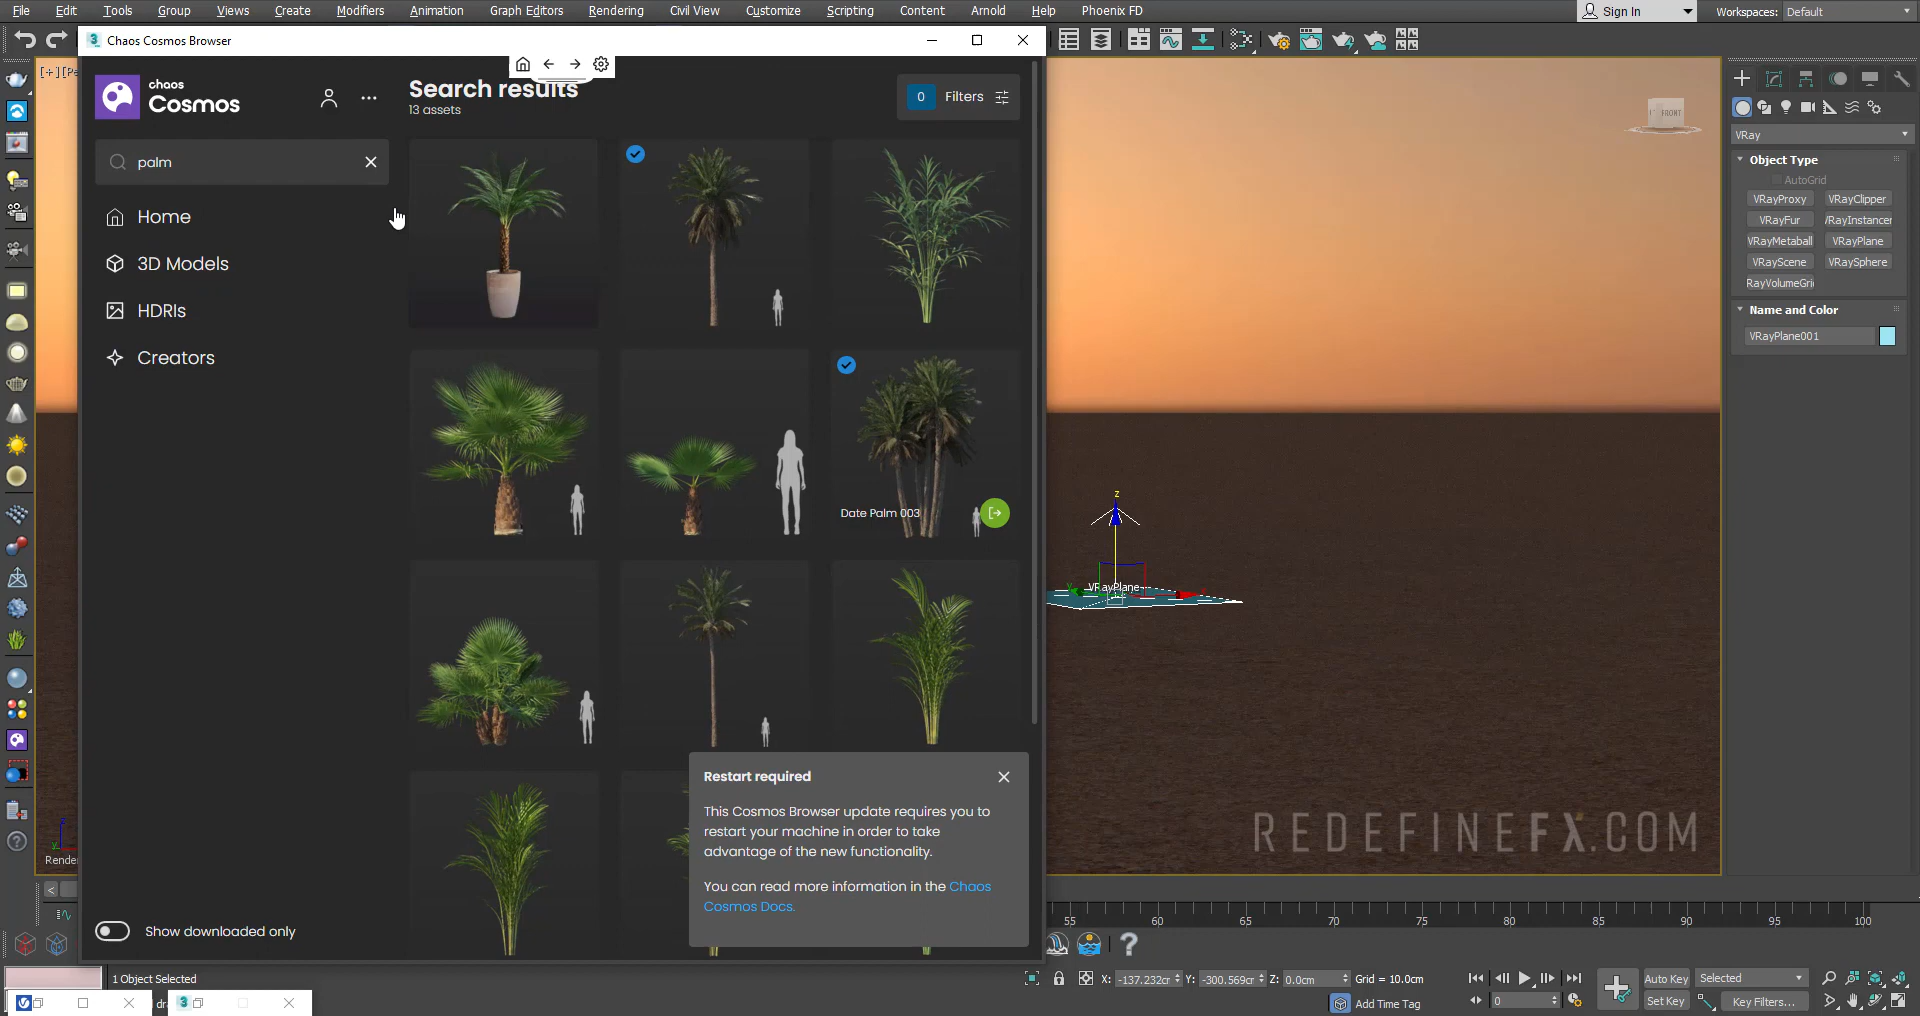 File Edit Tools Group Views Create Modifiers Animation Graph Editors Rendering Civil View Customize Scripting Content Arnold Help Phoenix FD
Sign In Workspaces: Default
Chaos Cosmos Browser
chaos
Cosmos
Search results
13 assets
0 Filters
palm
Home
3D Models
HDRIs
Creators
Date Palm 003
Restart required
This Cosmos Browser update requires you to
restart your machine in order to take
advantage of the new functionality.
You can read more information in the Chaos
Cosmos Docs.
Show downloaded only
FRONT
z
VRayPlane
REDEFINEFX.COM
VRay
Object Type
AutoGrid
VRayProxy VRayClipper
VRayFur VRayInstancer
VRayMetaball VRayPlane
VRayScene VRaySphere
RayVolumeGri
Name and Color
VRayPlane001
55 60 65 70 75 80 85 90 95 100
1 Object Selected
X: -137.232cm Y: -300.569cm Z: 0.0cm Grid = 10.0cm
Add Time Tag
0
Auto Key Selected
Set Key Key Filters...